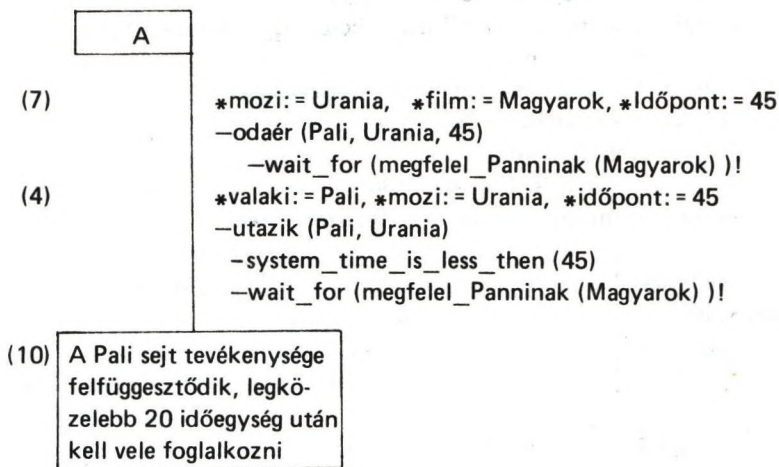 A
(7) *mozi: = Urania, *film: = Magyarok, *Időpont: = 45
—odaér (Pali, Urania, 45)
—wait_for (megfelel_Panninak (Magyarok) )!
(4) *valaki: = Pali, *mozi: = Urania, *időpont: = 45
—utazik (Pali, Urania)
-system_time_is_less_then (45)
—wait_for (megfelel_Panninak (Magyarok) )!
(10) A Pali sejt tevékenysége
felfüggesztődik, legkö-
zelebb 20 időegység után
kell vele foglalkozni